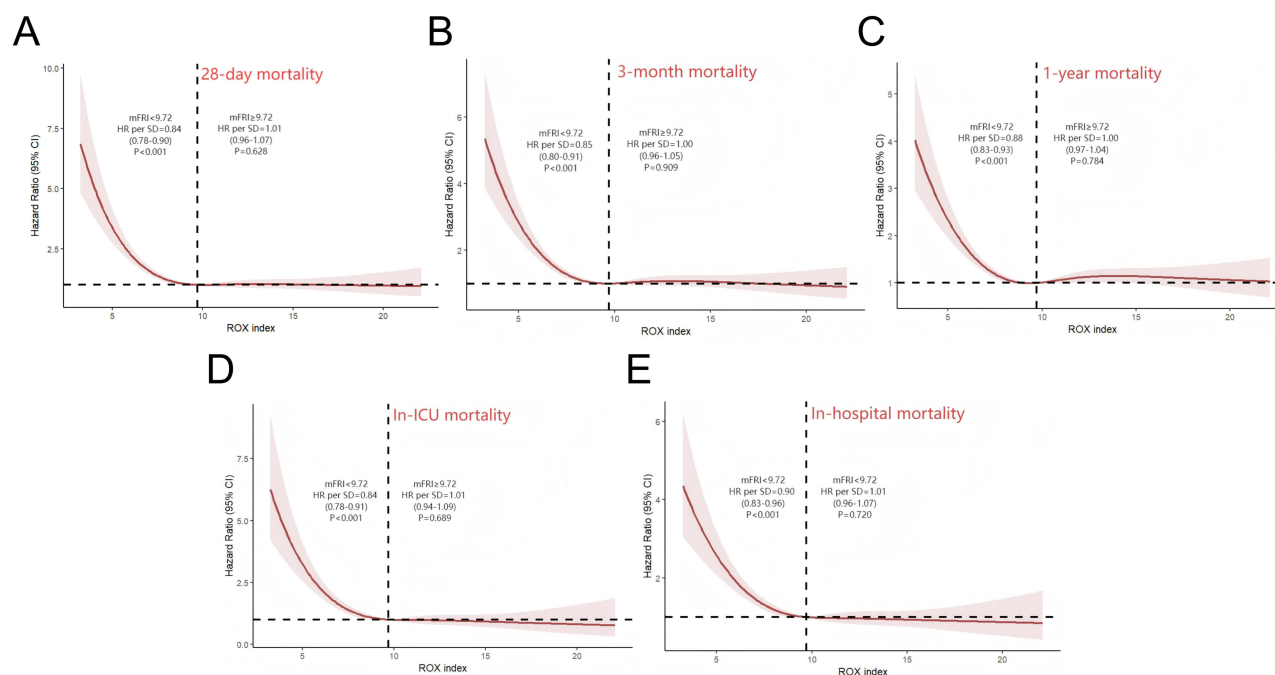 A
28-day mortality
Hazard Ratio (95% CI)
10.0
7.5
5.0
2.5
mFRI<9.72
HR per SD=0.84
(0.78-0.90)
P<0.001
mFRI≥9.72
HR per SD=1.01
(0.96-1.07)
P=0.628
5
10
15
20
ROX index
B
3-month mortality
Hazard Ratio (95% CI)
6
4
2
mFRI<9.72
HR per SD=0.85
(0.80-0.91)
P<0.001
mFRI≥9.72
HR per SD=1.00
(0.96-1.05)
P=0.909
5
10
15
20
ROX index
C
1-year mortality
Hazard Ratio (95% CI)
5
4
3
2
1
mFRI<9.72
HR per SD=0.88
(0.83-0.93)
P<0.001
mFRI≥9.72
HR per SD=1.00
(0.97-1.04)
P=0.784
5
10
15
20
ROX index
D
In-ICU mortality
Hazard Ratio (95% CI)
7.5
5.0
2.5
0.0
mFRI<9.72
HR per SD=0.84
(0.78-0.91)
P<0.001
mFRI≥9.72
HR per SD=1.01
(0.94-1.09)
P=0.689
5
10
15
20
ROX index
E
In-hospital mortality
Hazard Ratio (95% CI)
6
4
2
mFRI<9.72
HR per SD=0.90
(0.83-0.96)
P<0.001
mFRI≥9.72
HR per SD=1.01
(0.96-1.07)
P=0.720
5
10
15
20
ROX index